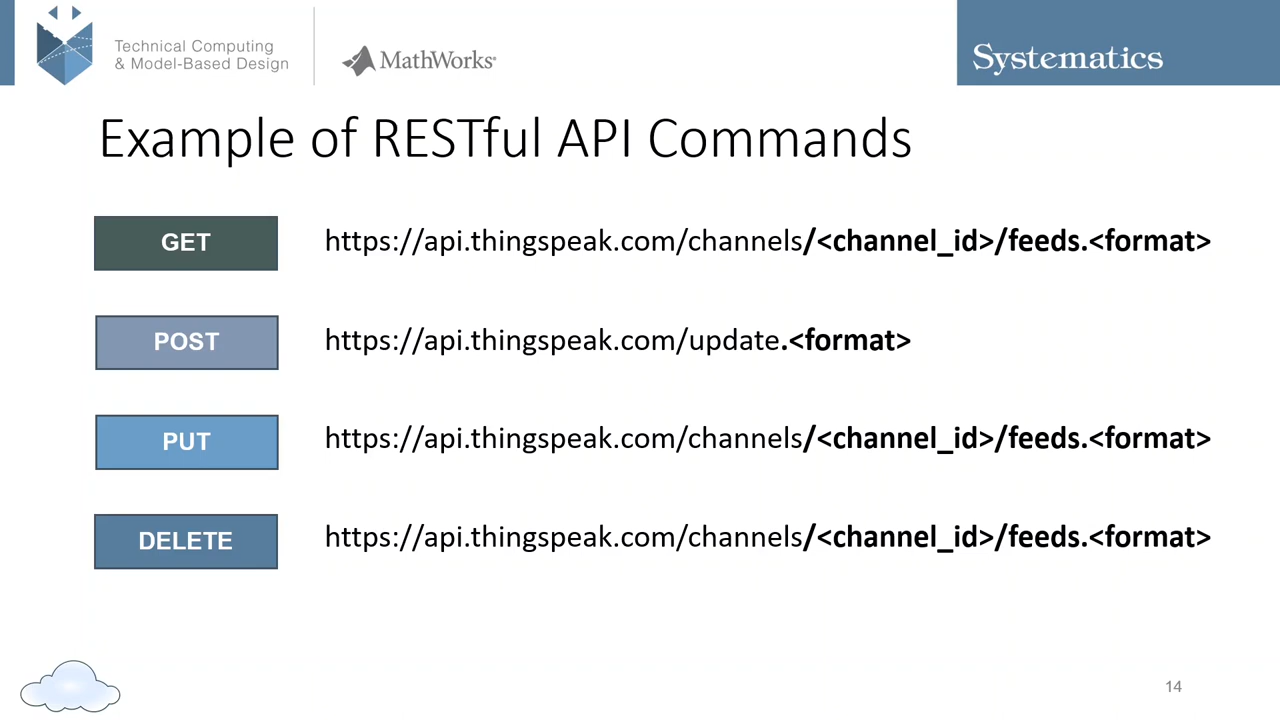 Technical Computing
& Model-Based Design
MathWorks®
Systematics
Example of RESTful API Commands
GET
https://api.thingspeak.com/channels/<channel_id>/feeds.<format>
POST
https://api.thingspeak.com/update.<format>
PUT
https://api.thingspeak.com/channels/<channel_id>/feeds.<format>
DELETE
https://api.thingspeak.com/channels/<channel_id>/feeds.<format>
14